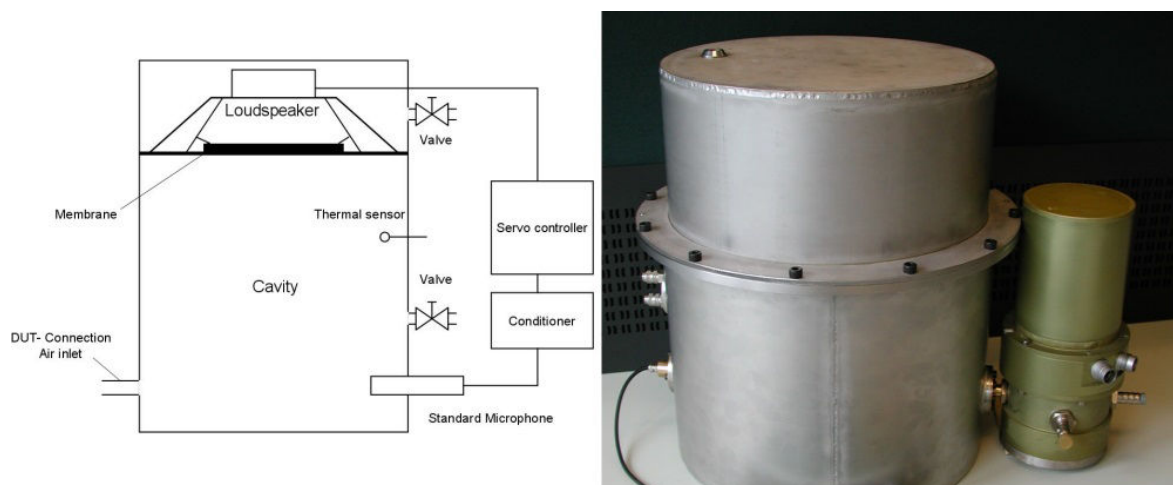 Loudspeaker
Valve
Membrane
Thermal sensor
Servo controller
Cavity
Valve
Conditioner
DUT- Connection
Air inlet
Standard Microphone